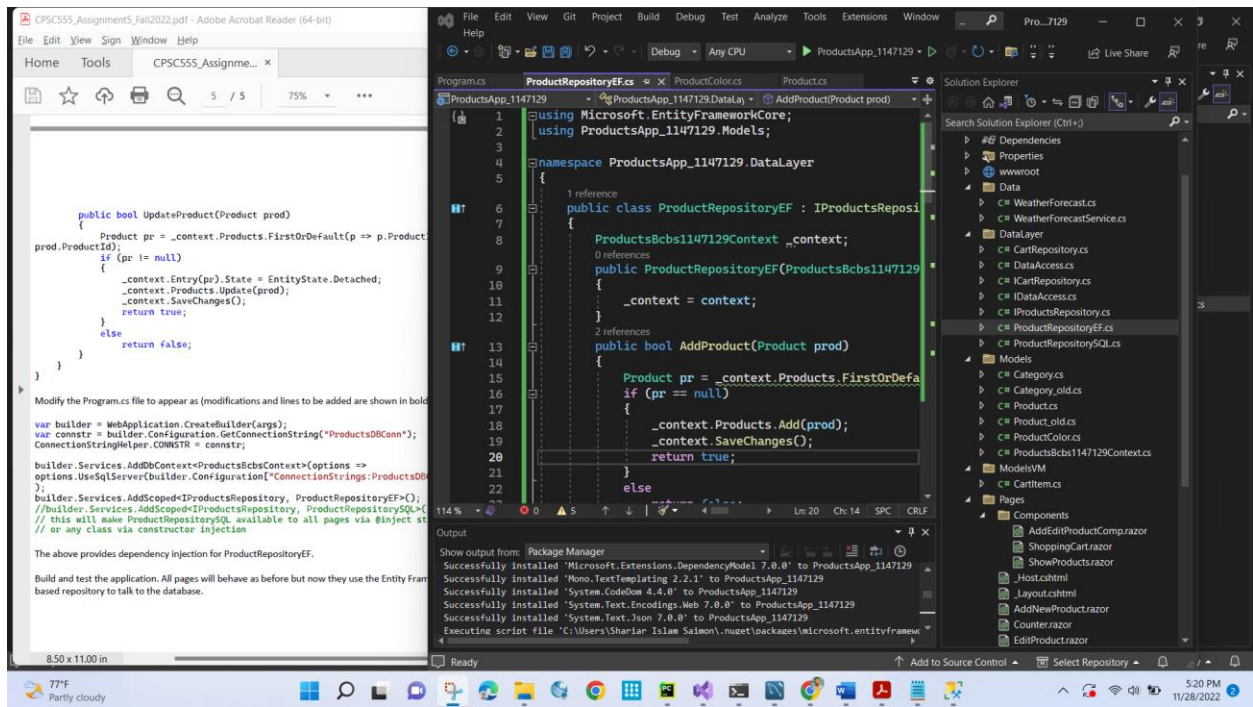 CPSC555_Assignment5_Fall2022.pdf - Adobe Acrobat Reader (64-bit)
File Edit View Sign Window Help
Home Tools CPSC555_Assignme... ×
5 / 5 75%
public bool UpdateProduct(Product prod)
{
Product pr = _context.Products.FirstOrDefault(p => p.Product
prod.ProductId);
if (pr != null)
{
_context.Entry(pr).State = EntityState.Detached;
_context.Products.Update(prod);
_context.SaveChanges();
return true;
}
else
return false;
}
}
}
Modify the Program.cs file to appear as (modifications and lines to be added are shown in bold
var builder = WebApplication.CreateBuilder(args);
var connstr = builder.Configuration.GetConnectionString("ProductsDBConn");
ConnectionStringHelper.CONNSTR = connstr;
builder.Services.AddDbContext<ProductsBcbsContext>(options =>
options.UseSqlServer(builder.Configuration["ConnectionStrings:ProductsDB
);
builder.Services.AddScoped<IProductsRepository, ProductRepositoryEF>();
//builder.Services.AddScoped<IProductsRepository, ProductRepositorySQL>(
// this will make ProductRepositorySQL available to all pages via @inject st
// or any class via constructor injection
The above provides dependency injection for ProductRepositoryEF.
Build and test the application. All pages will behave as before but now they use the Entity Fram
based repository to talk to the database.
8.50 x 11.00 in
File Edit View Git Project Build Debug Test Analyze Tools Extensions Window
Help
Pro...7129
Debug Any CPU ProductsApp_1147129 Live Share
Program.cs ProductRepositoryEF.cs ProductColor.cs Product.cs
ProductsApp_1147129 ProductsApp_1147129.DataLay AddProduct(Product prod)
1 using Microsoft.EntityFrameworkCore;
2 using ProductsApp_1147129.Models;
3
4 namespace ProductsApp_1147129.DataLayer
5 {
1 reference
6 public class ProductRepositoryEF : IProductsReposi
7 {
8 ProductsBcbs1147129Context _context;
0 references
9 public ProductRepositoryEF(ProductsBcbs1147129
10 {
11 _context = context;
12 }
2 references
13 public bool AddProduct(Product prod)
14 {
15 Product pr = _context.Products.FirstOrDefa
16 if (pr == null)
17 {
18 _context.Products.Add(prod);
19 _context.SaveChanges();
20 return true;
21 }
22 else
114 % 0 5 Ln: 20 Ch: 14 SPC CRLF
Output
Show output from: Package Manager
Successfully installed 'Microsoft.Extensions.DependencyModel 7.0.0' to ProductsApp_1147129
Successfully installed 'Mono.TextTemplating 2.2.1' to ProductsApp_1147129
Successfully installed 'System.CodeDom 4.4.0' to ProductsApp_1147129
Successfully installed 'System.Text.Encodings.Web 7.0.0' to ProductsApp_1147129
Successfully installed 'System.Text.Json 7.0.0' to ProductsApp_1147129
Executing script file 'C:\Users\Shariar Islam Saimon\.nuget\packages\microsoft.entityframewo
Solution Explorer
Search Solution Explorer (Ctrl+;)
Dependencies
Properties
wwwroot
Data
C# WeatherForecast.cs
C# WeatherForecastService.cs
DataLayer
C# CartRepository.cs
C# DataAccess.cs
C# ICartRepository.cs
C# IDataAccess.cs
C# IProductsRepository.cs
C# ProductRepositoryEF.cs
C# ProductRepositorySQL.cs
Models
C# Category.cs
C# Category_old.cs
C# Product.cs
C# Product_old.cs
C# ProductColor.cs
C# ProductsBcbs1147129Context.cs
ModelsVM
C# CartItem.cs
Pages
Components
AddEditProductComp.razor
ShoppingCart.razor
ShowProducts.razor
_Host.cshtml
_Layout.cshtml
AddNewProduct.razor
Counter.razor
EditProduct.razor
Ready Add to Source Control Select Repository
77°F
Partly cloudy
5:20 PM
11/28/2022
2